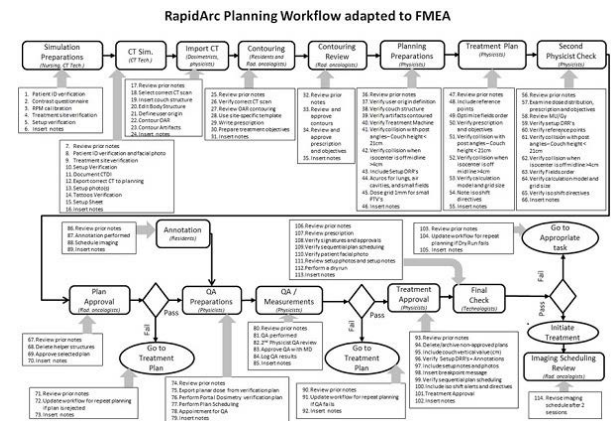 RapidArc Planning Workflow adapted to FMEA
Simulation
Preparations
(Nursing, CT Tech.)
CT Sim.
(CT Tech.)
Import CT
(Dosimetrists,
physicists)
Contouring
(Residents and
Rad. oncologists)
Contouring
Review
(Rad. oncologists)
Planning
Preparations
(Physicists)
Treatment Plan
(Physicists)
Second
Physicist Check
(Physicists)
1. Patient ID verification
2. Contract questionnaire
3. RPM calibration
4. Treatment site verification
5. Setup verification
6. Insert notes
7. Review prior notes
8. Patient ID verification and facial photo
9. Treatment site verification
10. Setup Verification
11. Document CTDI
12. Export correct CT to planning
13. Setup photo(s)
14. Tattoos Verification
15. Setup Sheet
16. Insert notes
17. Review prior notes
18. Select correct CT scan
19. Insert couch structure
20. Edit Body Structure
21. Define user origin
22. Contour OAR
23. Contour Artifacts
24. Insert notes
25. Review prior notes
26. Verify correct CT scan
27. Review OAR contouring
28. Use site specific template
29. Write prescription
30. Prepare treatment objectives
31. Insert notes
32. Review prior
notes
33. Review and
approve
contours
34. Review and
approve
prescription
and objectives
35. Insert notes
36. Review prior notes
37. Verify user origin definition
38. Verify couch structure
39. Verify artifacts contoured
40. Verify Treatment Machine
41. Verify collision with post
angles – Couch height <
21cm
42. Verify collision when
isocenter is off midline
>4cm
43. Include Setup DRR's
44. Acuros for lungs, air
cavities, and small fields
45. Dose grid 1mm for small
PTV's
46. Insert notes
47. Review prior notes
48. Include reference
points
49. Optimize field order
50. Verify prescription
and objectives
51. Verify collision with
post angles – Couch
height < 21cm
52. Verify collision when
isocenter is off
midline >4cm
53. Verify calculation
model and grid size
54. Note iso shift
directions
55. Insert notes
56. Review prior notes
57. Examine dose distribution,
prescription and objectives
58. Review MU/Gy
59. Verify setup DRR's
60. Verify reference points
61. Verify collision with post
angles – Couch height < 21cm
62. Verify collision when isocenter
is off midline >4cm
63. Verify Fields order
64. Verify calculation model and
grid size
65. Verify iso shift directions
66. Insert notes
86. Review prior notes
87. Annotation performed
88. Schedule imaging
89. Insert notes
Annotation
(Residents)
106. Review prior notes
107. Review prescription
108. Verify signatures and approvals
109. Verify sequential plan scheduling
110. Verify patient facial photo
111. Review setup photos and setup notes
112. Perform a dry run
113. Insert notes
103. Review prior notes
104. Update workflow for repeat
planning if Dry Run fails
105. Insert notes
Go to
Appropriate
task
Fail
Plan
Approval
(Rad. oncologists)
Pass
QA
Preparations
(Physicists)
QA /
Measurements
(Physicists)
Pass
Treatment
Approval
(Physicists)
Final
Check
(Technologists)
Pass
Fail
Fail
Initiate
Treatment
67. Review prior notes
68. Delete helper structures
69. Approve selected plan
70. Insert notes
Go to
Treatment
Plan
80. Review prior notes
81. QA performed
82. 2nd Physicist QA review
83. Approve QA with MD
84. Log QA results
85. Insert notes
Go to
Treatment
Plan
93. Review prior notes
94. Delete/archive non-approved plans
95. Include couch vertical value (cm)
96. Verify Setup DRR's + Annotations
97. Include setup notes and photos
98. Insert breakpoint message
99. Verify sequential plan scheduling
100. Include iso shift alerts and directives
101. Treatment Approval
102. Insert notes
Imaging Scheduling
Review
(Rad. oncologists)
71. Review prior notes
72. Update workflow for repeat planning
if plan is rejected
73. Insert notes
74. Review prior notes
75. Export planar dose from verification plan
76. Perform Portal Dosimetry verification plan
77. Perform Plan Scheduling
78. Appointment for QA
79. Insert notes
90. Review prior notes
91. Update workflow for repeat planning
if QA fails
92. Insert notes
114. Revise imaging
schedule after 2
sessions